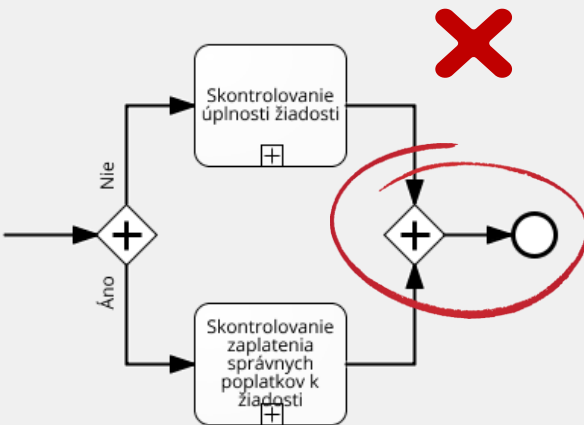 Skontrolovanie
úplnosti žiadosti
Nie
Áno
Skontrolovanie
zaplatenia
správnych
poplatkov k
žiadosti